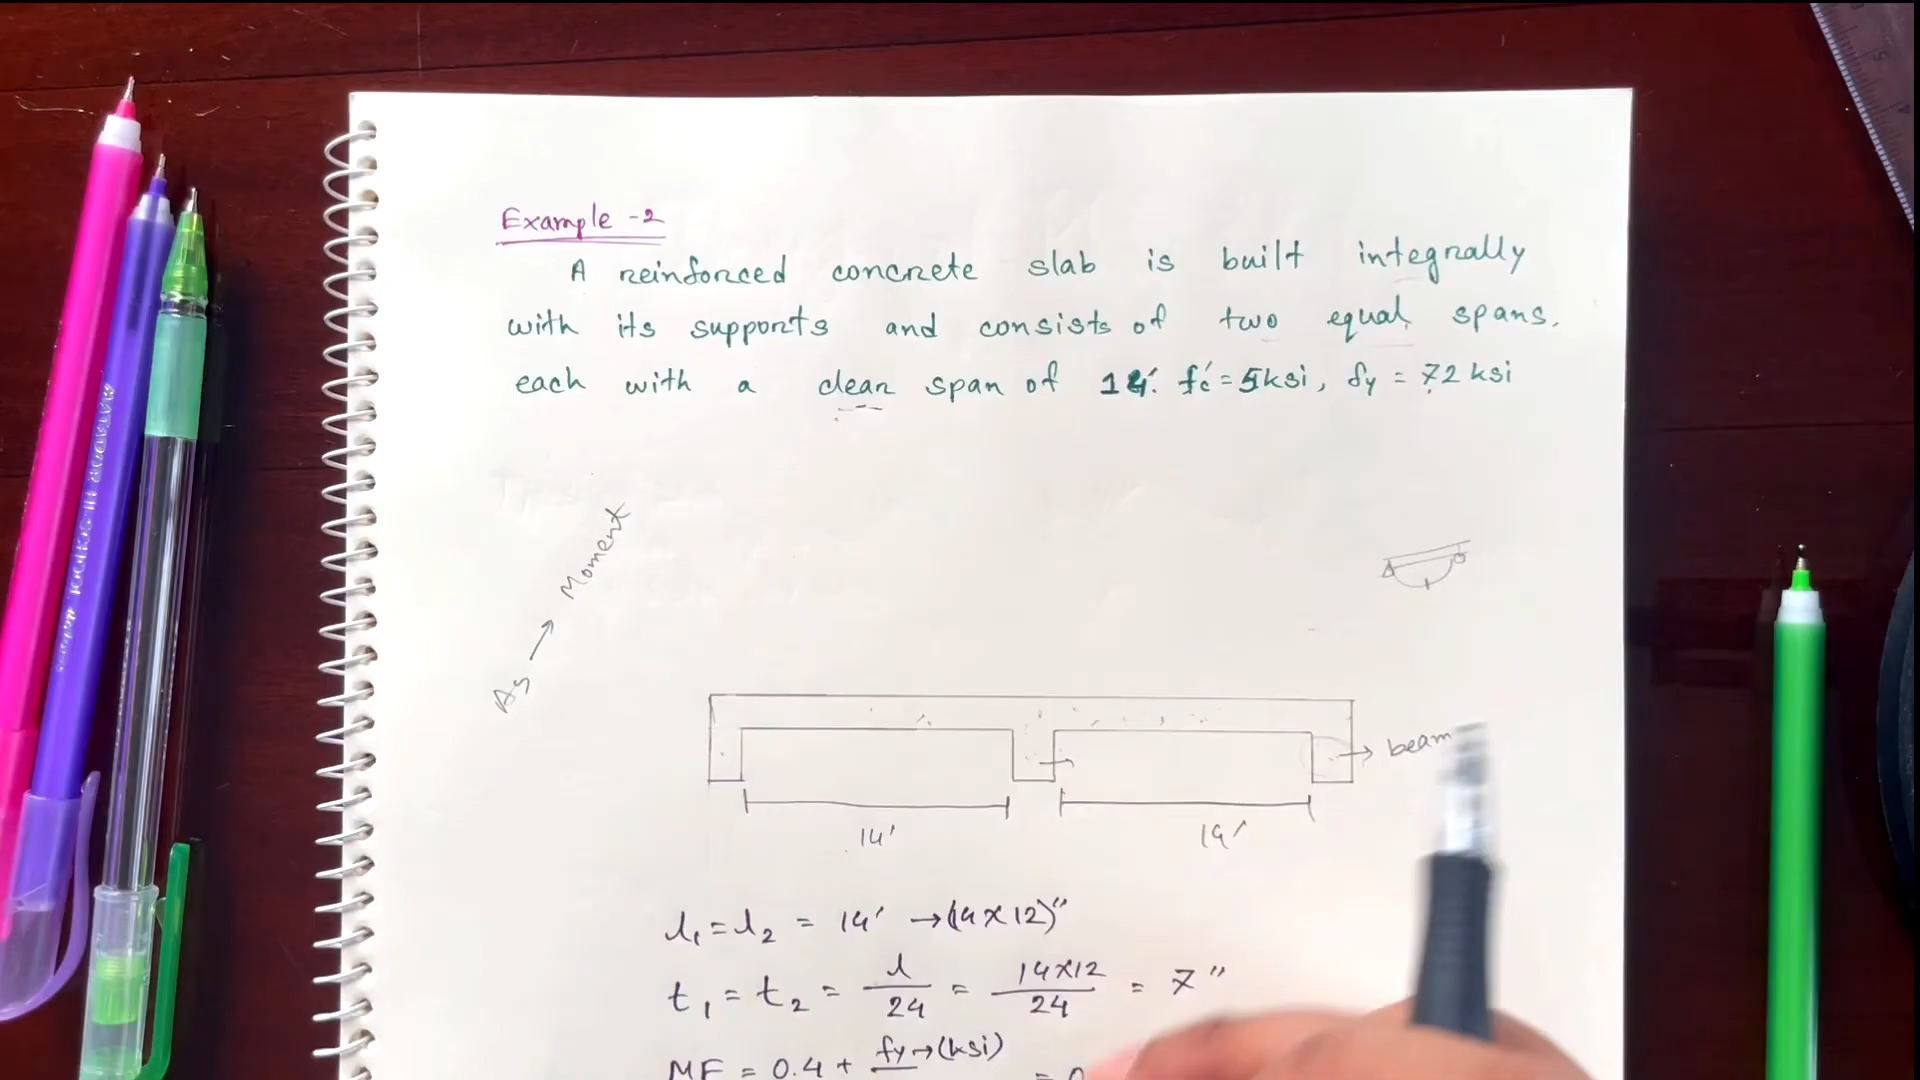 Example -2
A reinforced concrete slab is built integrally
with its supports and consists of two equal spans,
each with a clear span of 14'. fc' = 5ksi, fy = 72 ksi
As → Moment
→ beam
14'
14'
l₁ = l₂ = 14' → (14 x 12)"
t₁ = t₂ = l/24 = 14x12/24 = 7"
MF = 0.4 + fy→(ksi) = 0